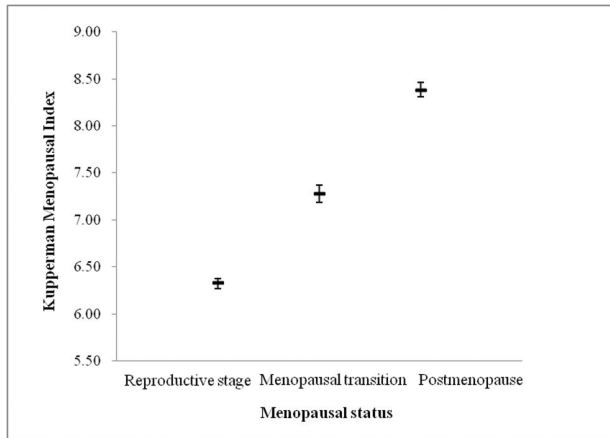 9.00
8.50
8.00
7.50
7.00
6.50
6.00
5.50
Kupperman Menopausal Index
Reproductive stage Menopausal transition Postmenopause
Menopausal status